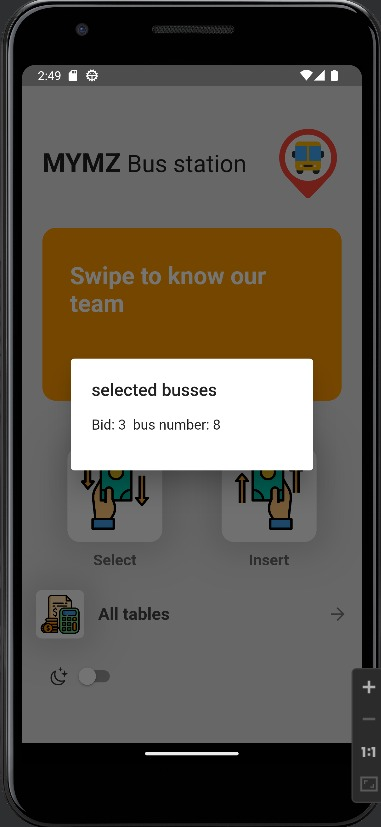 2:49
MYMZ Bus station
Swipe to know our
team
selected busses
Bid: 3 bus number: 8
Select
Insert
All tables
1:1